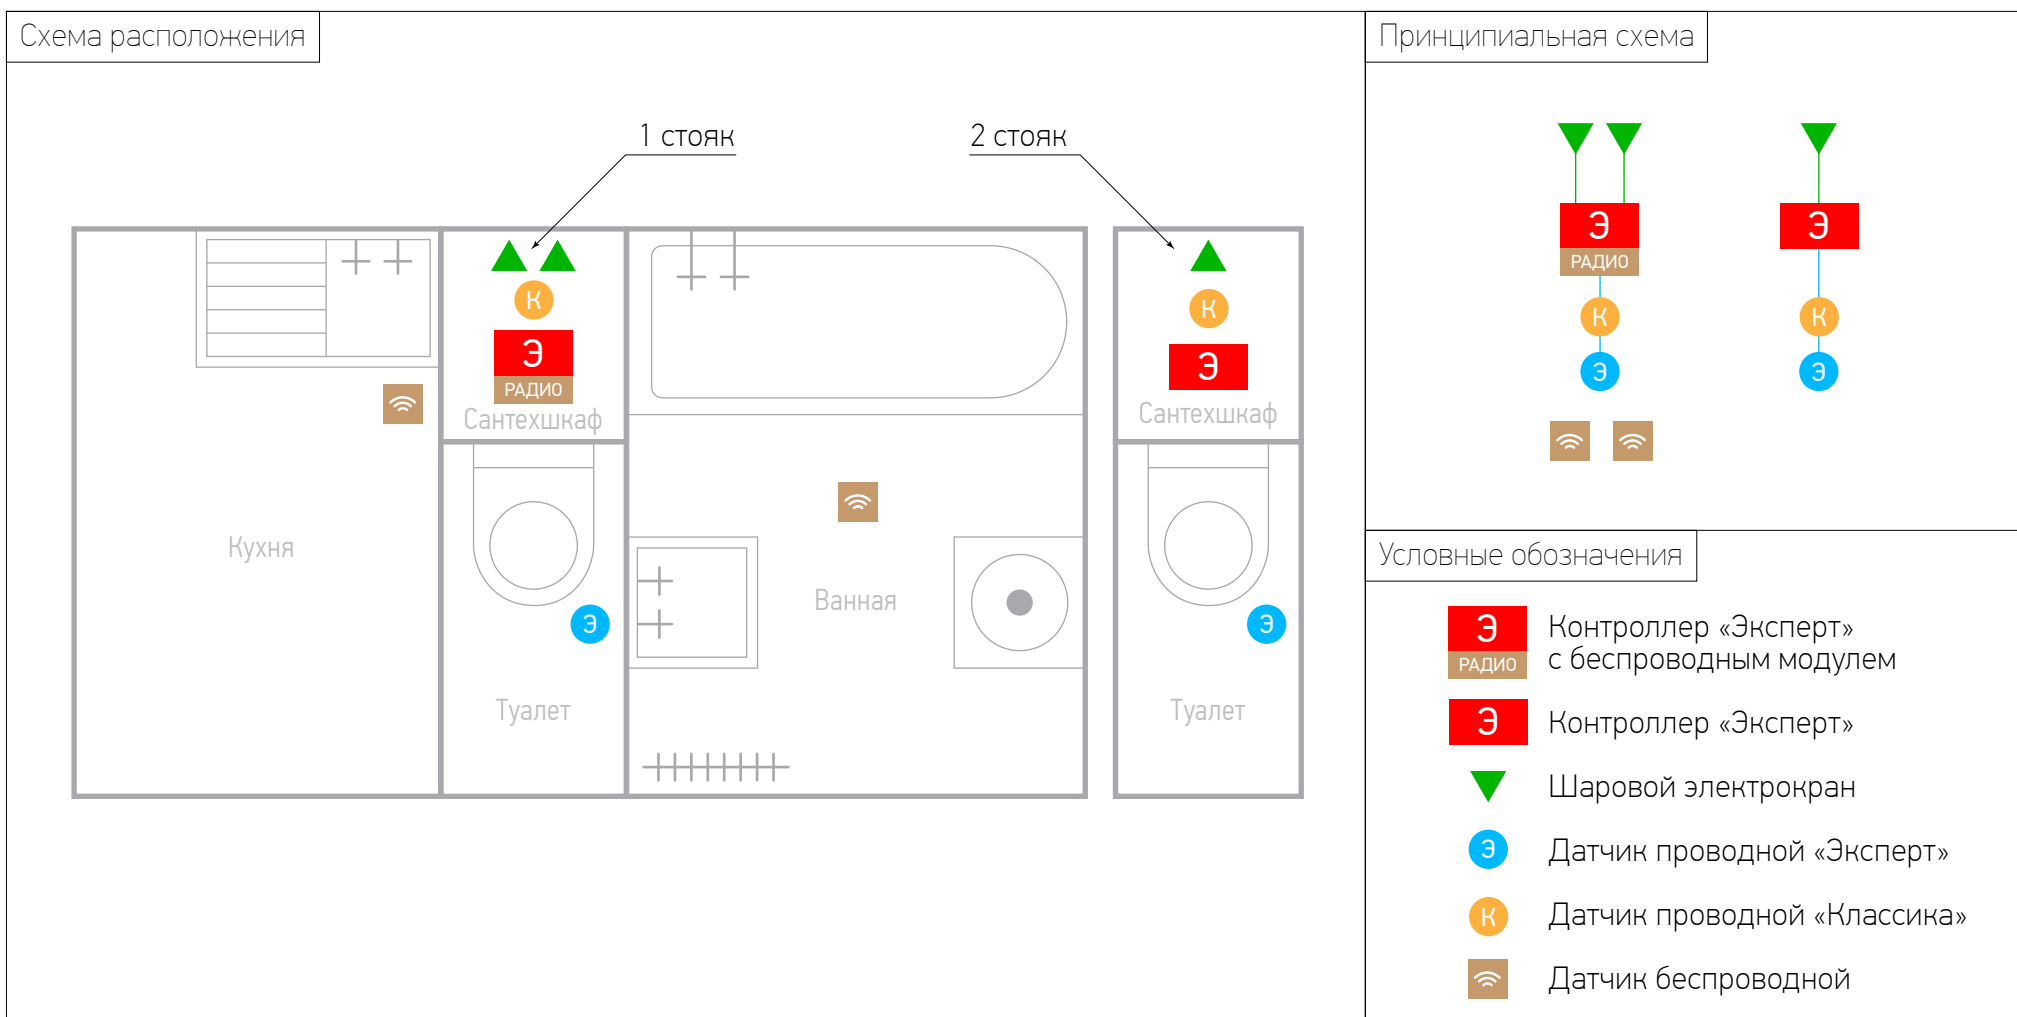 Схема расположения
1 стояк
2 стояк
К
Э
РАДИО
Сантехшкаф
К
Э
Сантехшкаф
Кухня
Э
Туалет
Ванная
Э
Туалет
Принципиальная схема
Э
РАДИО
К
Э
Э
К
Э
Условные обозначения
Э
РАДИО
Контроллер «Эксперт»
с беспроводным модулем
Э
Контроллер «Эксперт»
Шаровой электрокран
Э
Датчик проводной «Эксперт»
К
Датчик проводной «Классика»
Датчик беспроводной